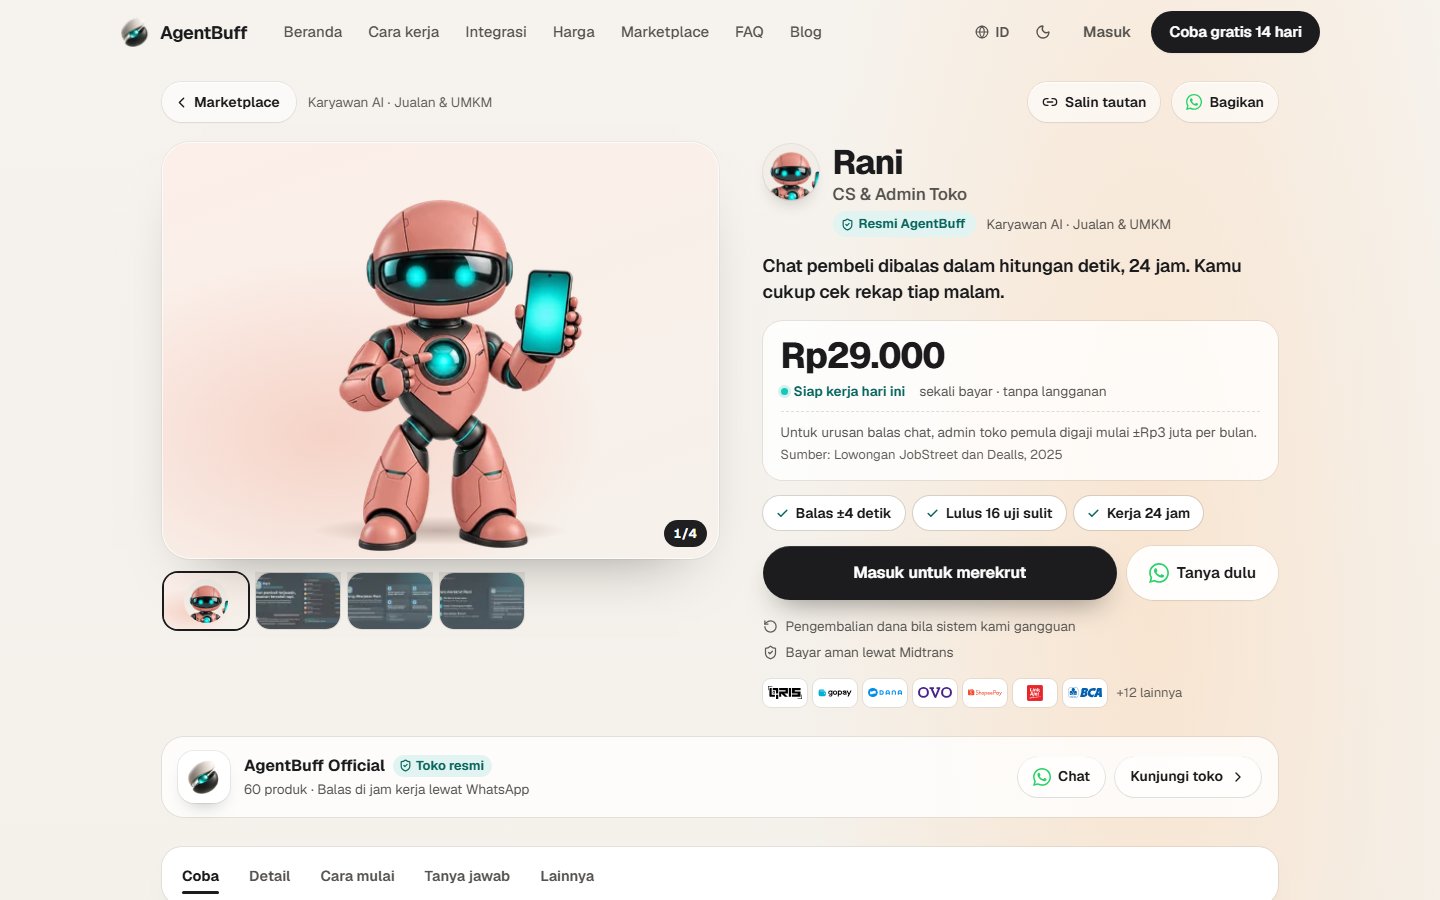 AgentBuff
Beranda
Cara kerja
Integrasi
Harga
Marketplace
FAQ
Blog
ID
Masuk
Coba gratis 14 hari
Marketplace
Karyawan AI · Jualan & UMKM
Salin tautan
Bagikan
1/4
Rani
CS & Admin Toko
Resmi AgentBuff
Karyawan AI · Jualan & UMKM
Chat pembeli dibalas dalam hitungan detik, 24 jam. Kamu
cukup cek rekap tiap malam.
Rp29.000
Siap kerja hari ini
sekali bayar · tanpa langganan
Untuk urusan balas chat, admin toko pemula digaji mulai ±Rp3 juta per bulan.
Sumber: Lowongan JobStreet dan Dealls, 2025
Balas ±4 detik
Lulus 16 uji sulit
Kerja 24 jam
Masuk untuk merekrut
Tanya dulu
Pengembalian dana bila sistem kami gangguan
Bayar aman lewat Midtrans
QRIS
gopay
DANA
OVO
ShopeePay
BCA
+12 lainnya
AgentBuff Official
Toko resmi
60 produk · Balas di jam kerja lewat WhatsApp
Chat
Kunjungi toko
Coba
Detail
Cara mulai
Tanya jawab
Lainnya